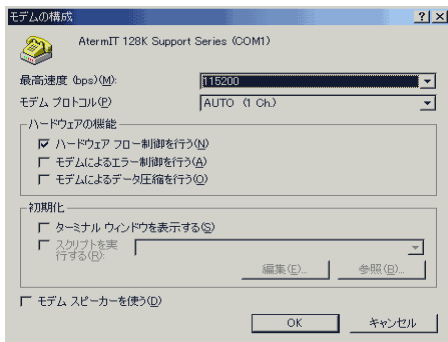 モデムの構成
AtermIT 128K Support Series (COM1)
最高速度 (bps)(M):
115200
モデム プロトコル(P)
AUTO (1 Ch.)
ハードウェアの機能
ハードウェア フロー制御を行う(N)
モデムによるエラー制御を行う(A)
モデムによるデータ圧縮を行う(O)
初期化
ターミナル ウィンドウを表示する(S)
スクリプトを実
行する(R):
編集(E)...
参照(B)...
モデム スピーカーを使う(D)
OK
キャンセル